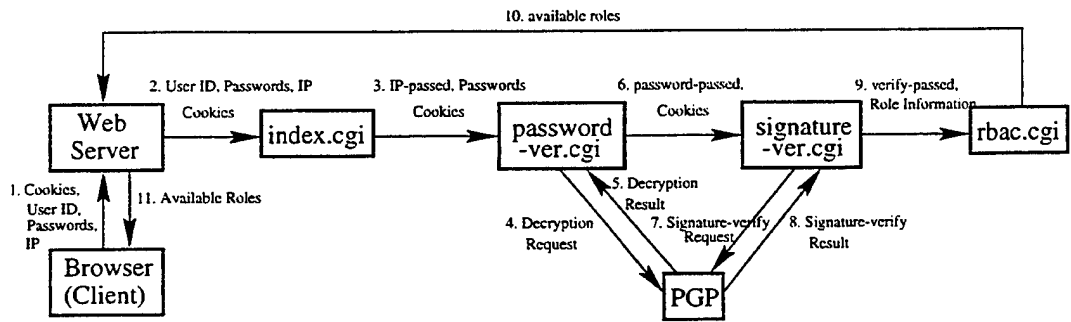 10. available roles
2. User ID, Passwords, IP
Cookies
3. IP-passed, Passwords
Cookies
6. password-passed,
Cookies
9. verify-passed,
Role Information
Web
Server
index.cgi
password
-ver.cgi
signature
-ver.cgi
rbac.cgi
1. Cookies,
User ID,
Passwords,
IP
11. Available Roles
5. Decryption
Result
4. Decryption
Request
7. Signature-verify
Request
8. Signature-verify
Result
Browser
(Client)
PGP